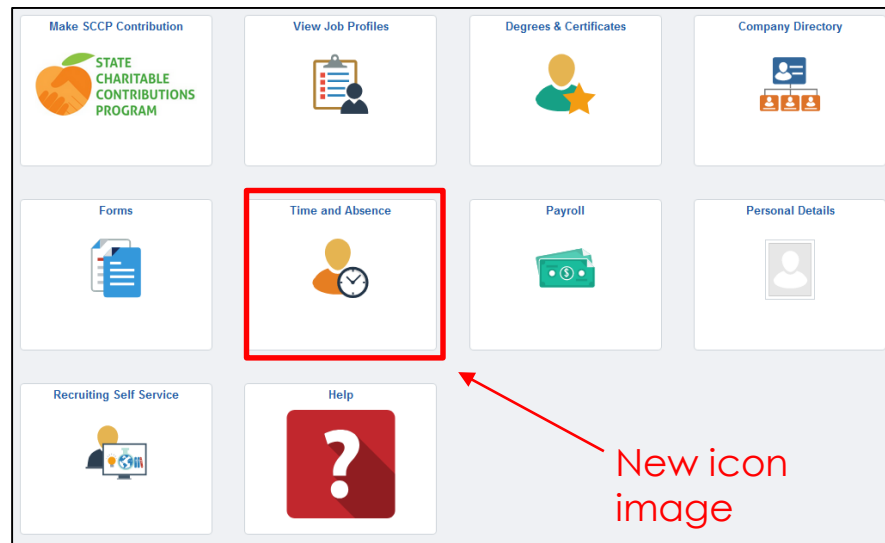 Make SCCP Contribution
STATE
CHARITABLE
CONTRIBUTIONS
PROGRAM
View Job Profiles
Degrees & Certificates
Company Directory
Forms
Time and Absence
Payroll
$
Personal Details
Recruiting Self Service
Help
?
New icon
image